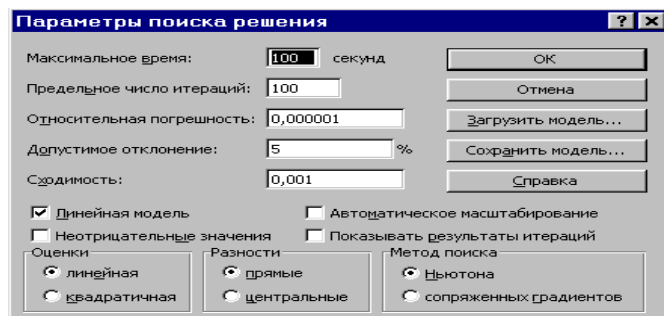 Параметры поиска решения
Максимальное время: 100 секунд ОК
Предельное число итераций: 100 Отмена
Относительная погрешность: 0,000001 Загрузить модель...
Допустимое отклонение: 5 % Сохранить модель...
Сходимость: 0,001 Справка
Линейная модель Автоматическое масштабирование
Неотрицательные значения Показывать результаты итераций
Оценки Разности Метод поиска
линейная прямые Ньютона
квадратичная центральные сопряженных градиентов